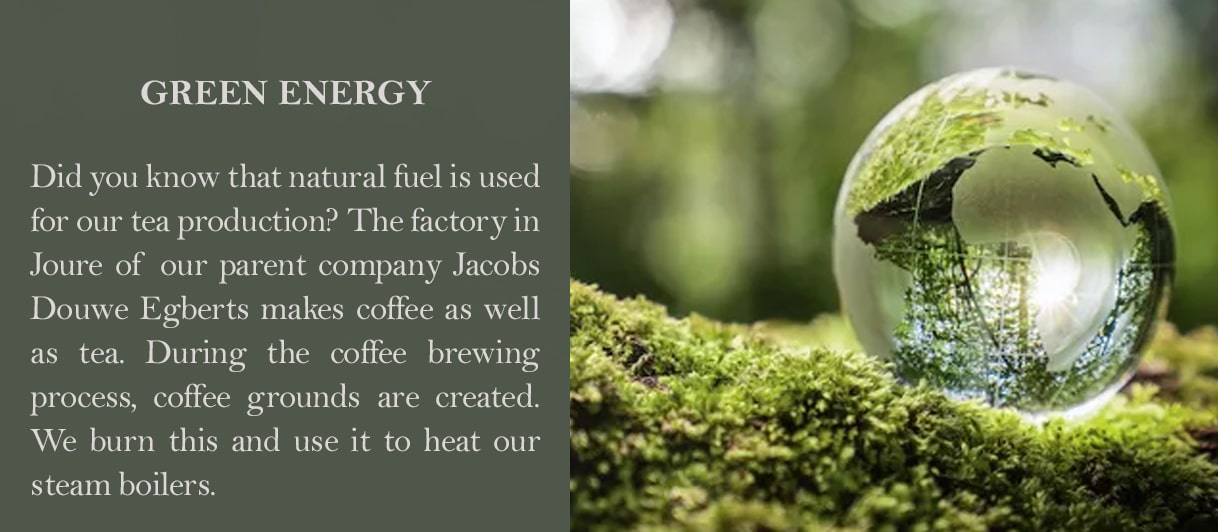 GREEN ENERGY
Did you know that natural fuel is used
for our tea production? The factory in
Joure of our parent company Jacobs
Douwe Egberts makes coffee as well
as tea. During the coffee brewing
process, coffee grounds are created.
We burn this and use it to heat our
steam boilers.